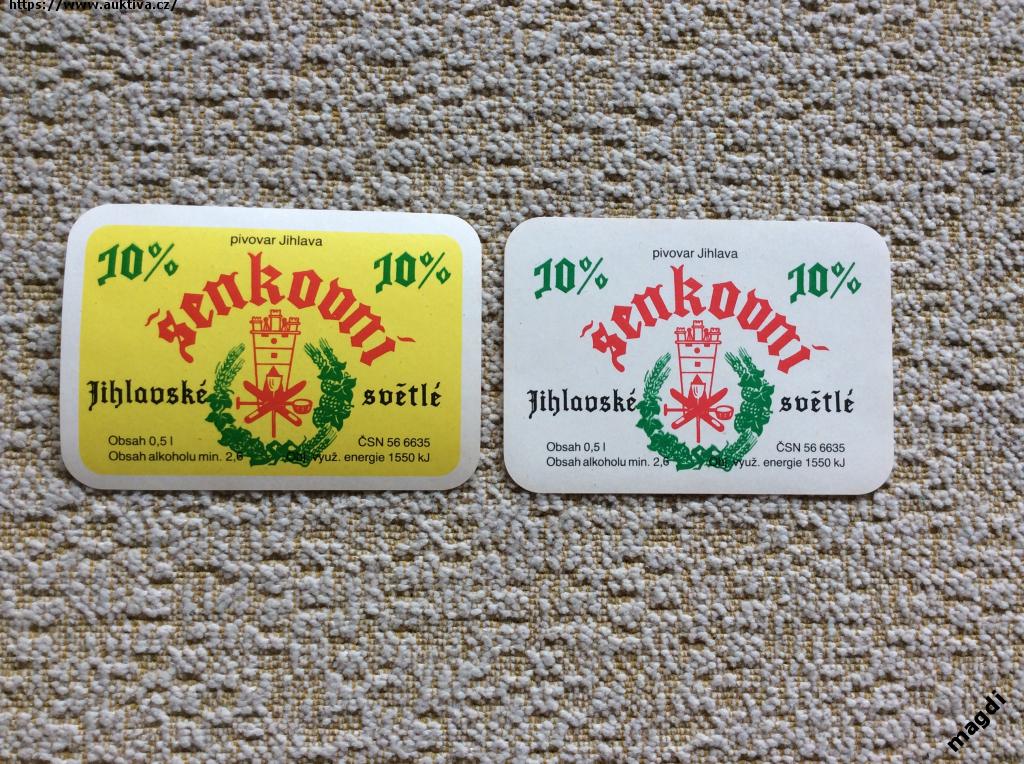 https://www.auktiva.cz/
pivovar Jihlava
10% 10%
šenkovní
Jihlavské světlé
Obsah 0,5 l ČSN 56 6635
Obsah alkoholu min. 2,6 Obj. využ. energie 1550 kJ
pivovar Jihlava
10% 10%
šenkovní
Jihlavské světlé
Obsah 0,5 l ČSN 56 6635
Obsah alkoholu min. 2,6 Obj. využ. energie 1550 kJ
magdi